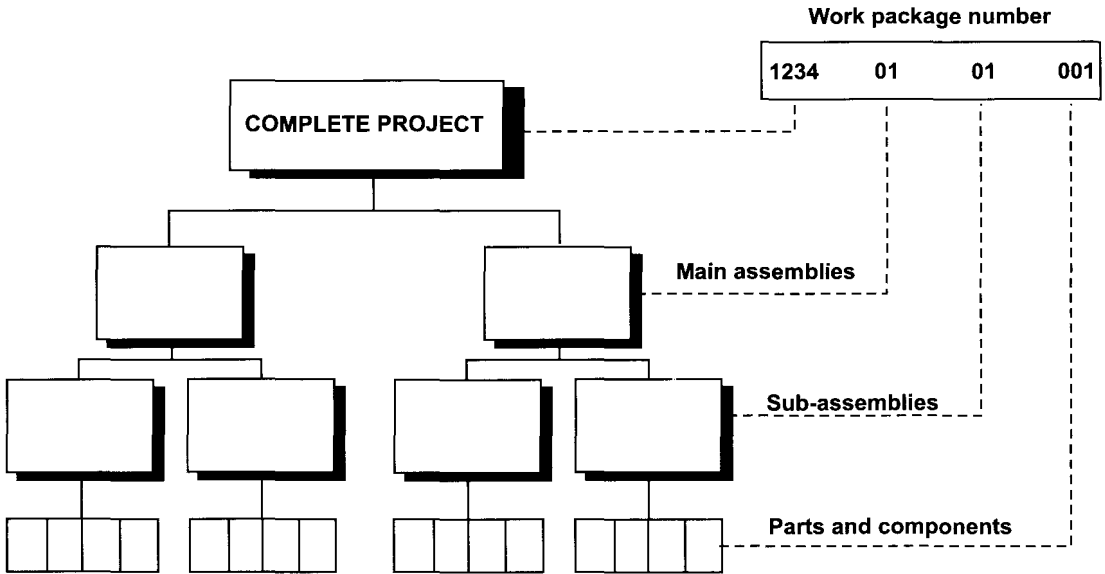 Work package number
1234 01 01 001
COMPLETE PROJECT
Main assemblies
Sub-assemblies
Parts and components